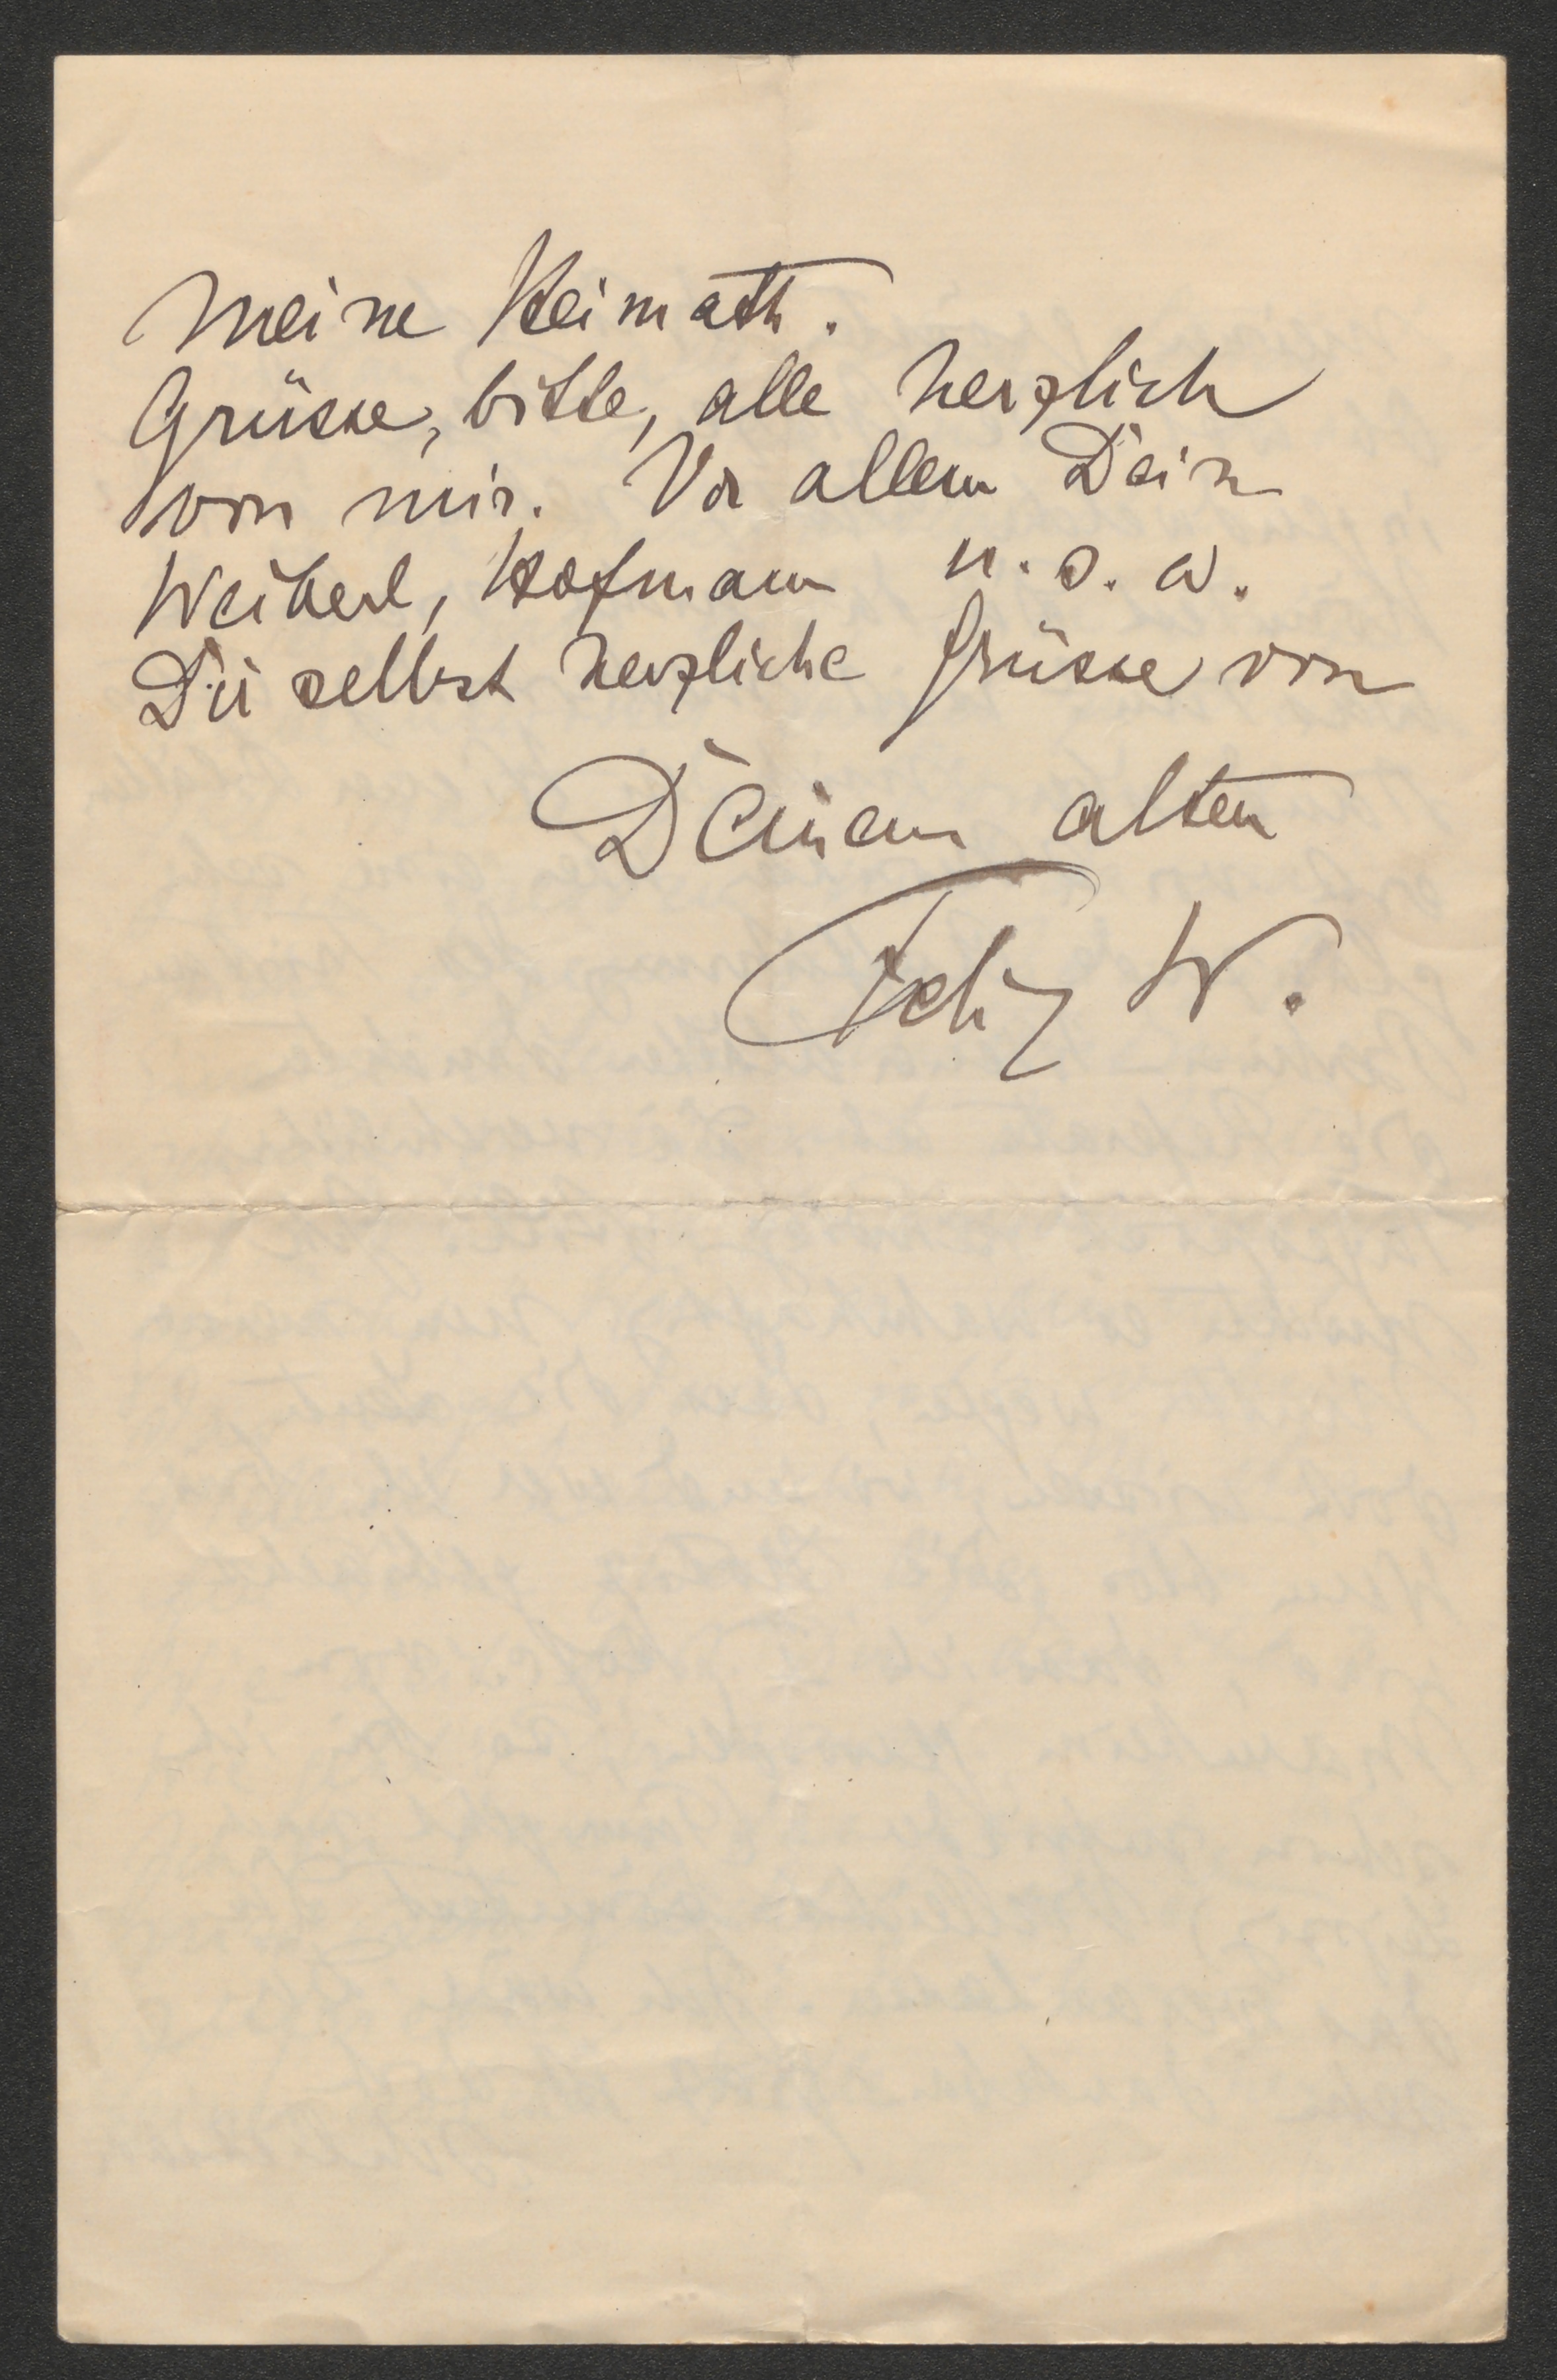 Meine Heimath.
Grüsse, bitte, alle herzlich
von mir. Vor allem Dein
Weiberl, Hofmann u. s. w.
Du selbst herzliche Grüsse von
Deinem alten
Felix W.